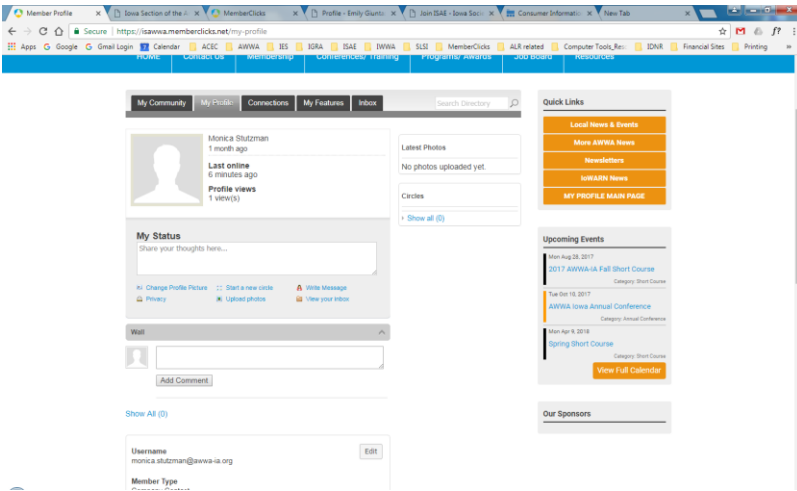 Member Profile
Iowa Section of the A
MemberClicks
Profile - Emily Giunta
Join ISAE - Iowa Socie
Consumer Informatio
New Tab
Secure https://isawwa.memberclicks.net/my-profile
Apps Google Gmail Login Calendar ACEC AWWA IES IGRA ISAE IWWA SLSI MemberClicks ALR related Computer Tools_Res IDNR Financial Sites Printing »
HOME Contact Us Membership Conferences/ Training Programs/ Awards Job Board Resources
My Community My Profile Connections My Features Inbox Search Directory
Monica Stutzman
1 month ago
Last online
6 minutes ago
Profile views
1 view(s)
My Status
Share your thoughts here...
Change Profile Picture Start a new circle Write Message
Privacy Upload photos View your inbox
Wall
Add Comment
Show All (0)
Username
monica.stutzman@awwa-ia.org
Edit
Member Type
Company Contact
Latest Photos
No photos uploaded yet.
Circles
Show all (0)
Quick Links
Local News & Events
More AWWA News
Newsletters
IoWARN News
MY PROFILE MAIN PAGE
Upcoming Events
Mon Aug 28, 2017
2017 AWWA-IA Fall Short Course
Category: Short Course
Tue Oct 10, 2017
AWWA Iowa Annual Conference
Category: Annual Conference
Mon Apr 9, 2018
Spring Short Course
Category: Short Course
View Full Calendar
Our Sponsors